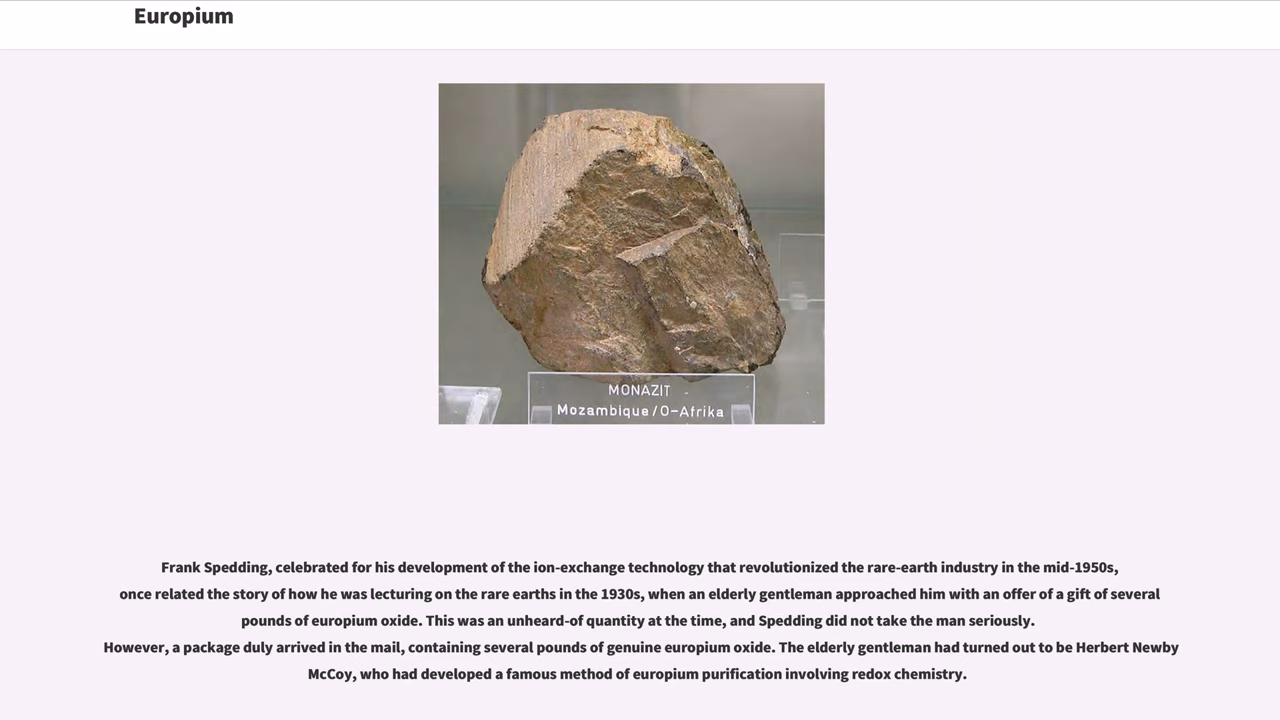 Europium
MONAZIT
Mozambique/O-Afrika
Frank Spedding, celebrated for his development of the ion-exchange technology that revolutionized the rare-earth industry in the mid-1950s,
once related the story of how he was lecturing on the rare earths in the 1930s, when an elderly gentleman approached him with an offer of a gift of several
pounds of europium oxide. This was an unheard-of quantity at the time, and Spedding did not take the man seriously.
However, a package duly arrived in the mail, containing several pounds of genuine europium oxide. The elderly gentleman had turned out to be Herbert Newby
McCoy, who had developed a famous method of europium purification involving redox chemistry.